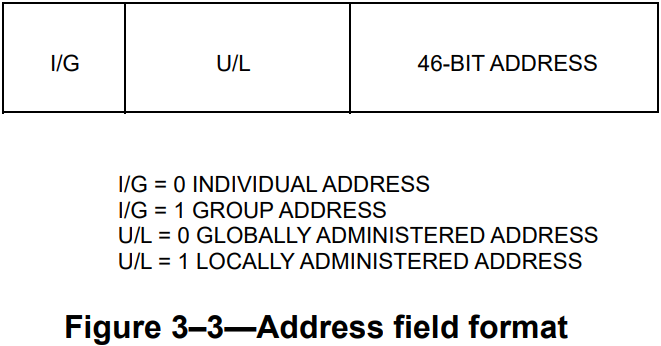 I/G U/L 46-BIT ADDRESS
I/G = 0 INDIVIDUAL ADDRESS
I/G = 1 GROUP ADDRESS
U/L = 0 GLOBALLY ADMINISTERED ADDRESS
U/L = 1 LOCALLY ADMINISTERED ADDRESS
Figure 3–3—Address field format